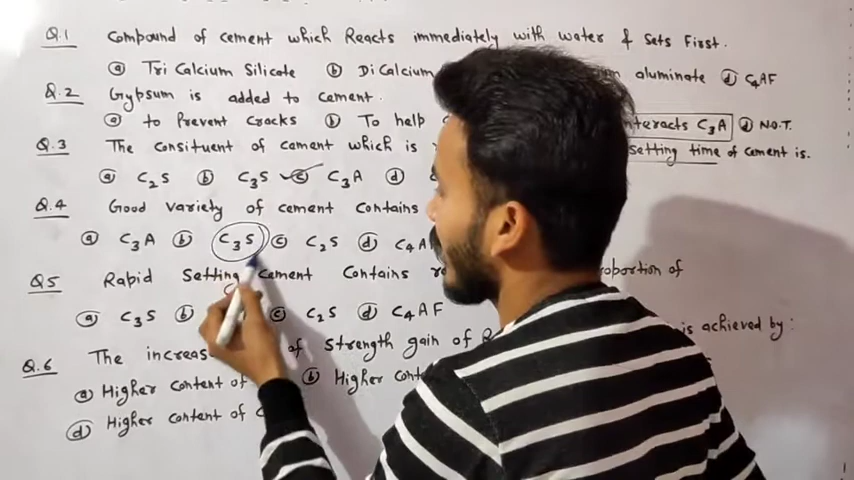 Q.1 Compound of cement which Reacts immediately with water & Sets First.
ⓐ Tri Calcium Silicate ⓑ Di Calcium aluminate ⓓ C₄AF
Q.2 Gypsum is added to cement.
ⓐ to Prevent Cracks ⓑ To help interacts C₃A ⓓ N.O.T.
Q.3 The Consituent of cement which is setting time of Cement is.
ⓐ C₂S ⓑ C₃S ⓒ C₃A ⓓ
Q.4 Good variety of cement Contains
ⓐ C₃A ⓑ C₃S ⓒ C₂S ⓓ C₄A
Q5 Rapid Setting Cement Contains proportion of
ⓐ C₃S ⓑ ⓒ C₂S ⓓ C₄AF
Q.6 The increas of strength gain of is achieved by :
ⓐ Higher Content of ⓑ Higher Conte
ⓓ Higher Content of C